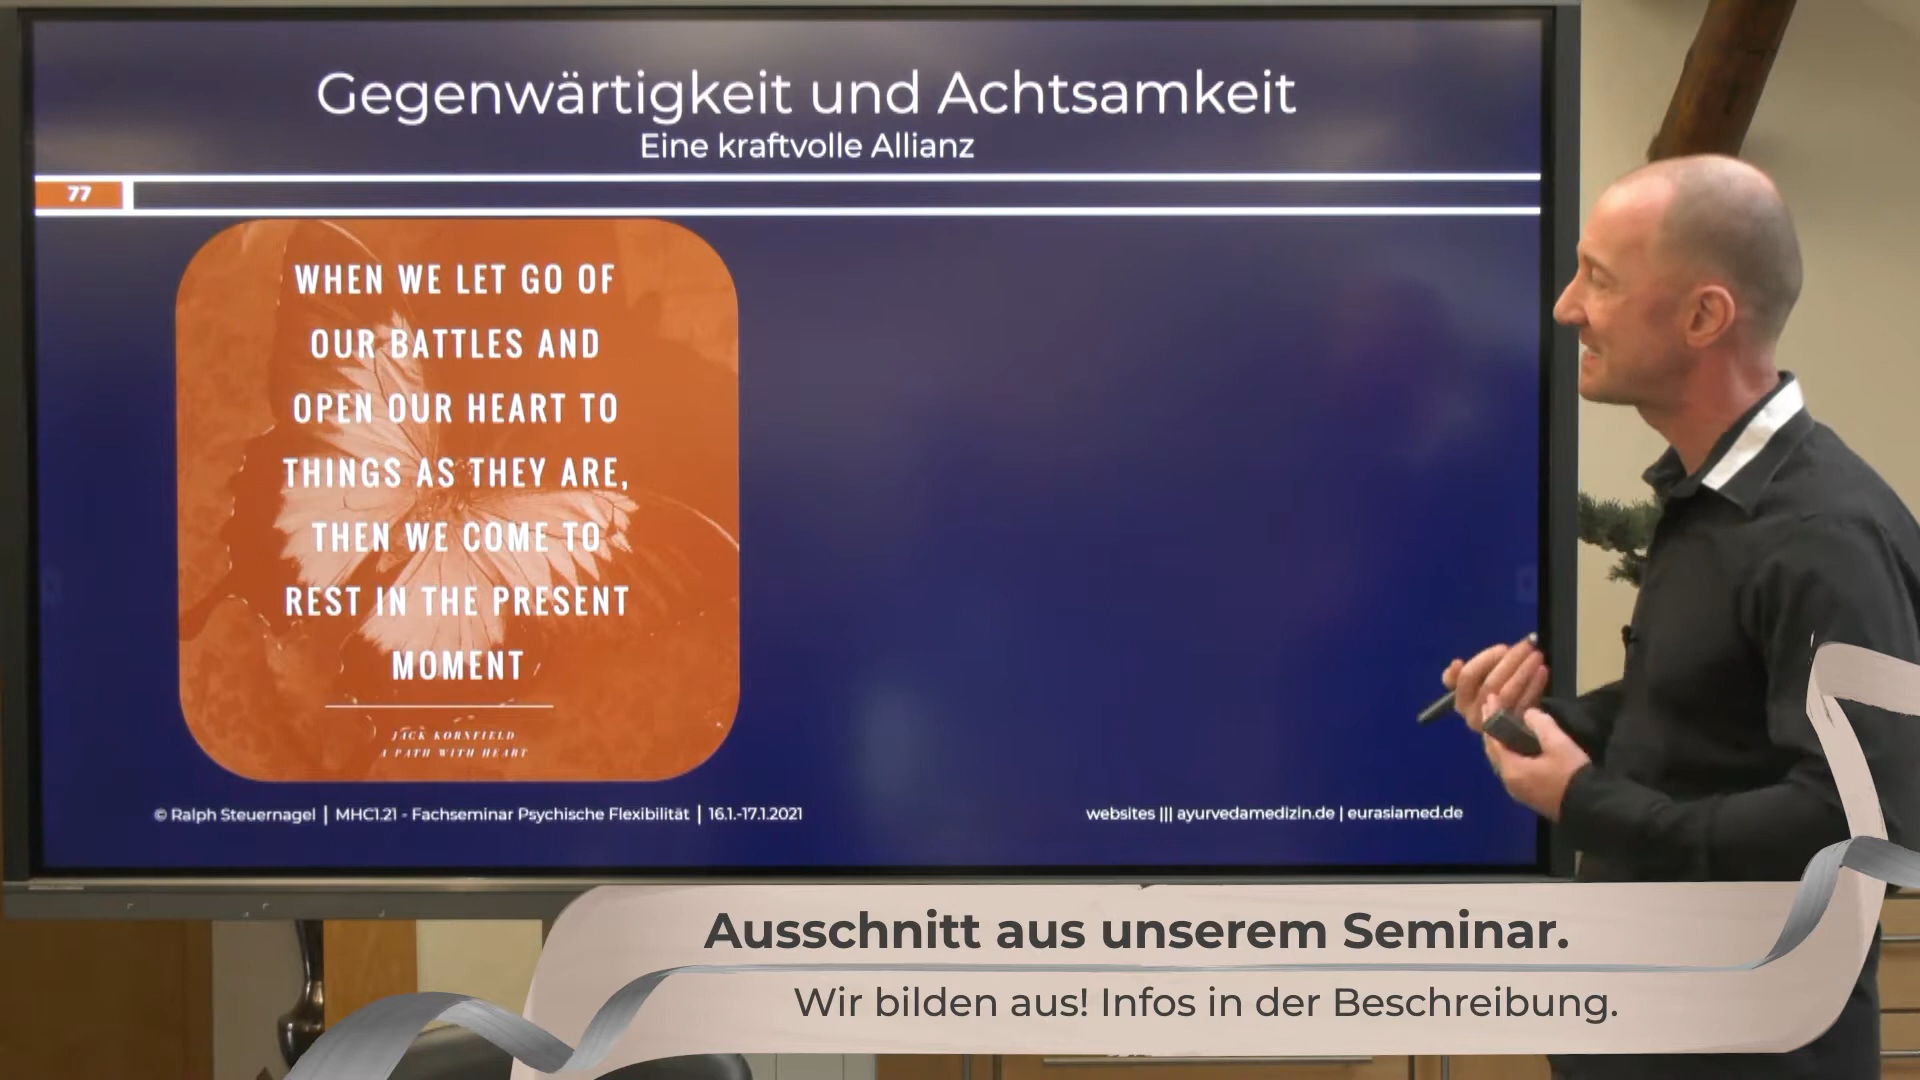 Gegenwärtigkeit und Achtsamkeit
Eine kraftvolle Allianz
77
WHEN WE LET GO OF
OUR BATTLES AND
OPEN OUR HEART TO
THINGS AS THEY ARE,
THEN WE COME TO
REST IN THE PRESENT
MOMENT
JACK KORNFIELD
A PATH WITH HEART
© Ralph Steuernagel | MHC1.21 - Fachseminar Psychische Flexibilität | 16.1.-17.1.2021
websites ||| ayurvedamedizin.de | eurasiamed.de
Ausschnitt aus unserem Seminar.
Wir bilden aus! Infos in der Beschreibung.